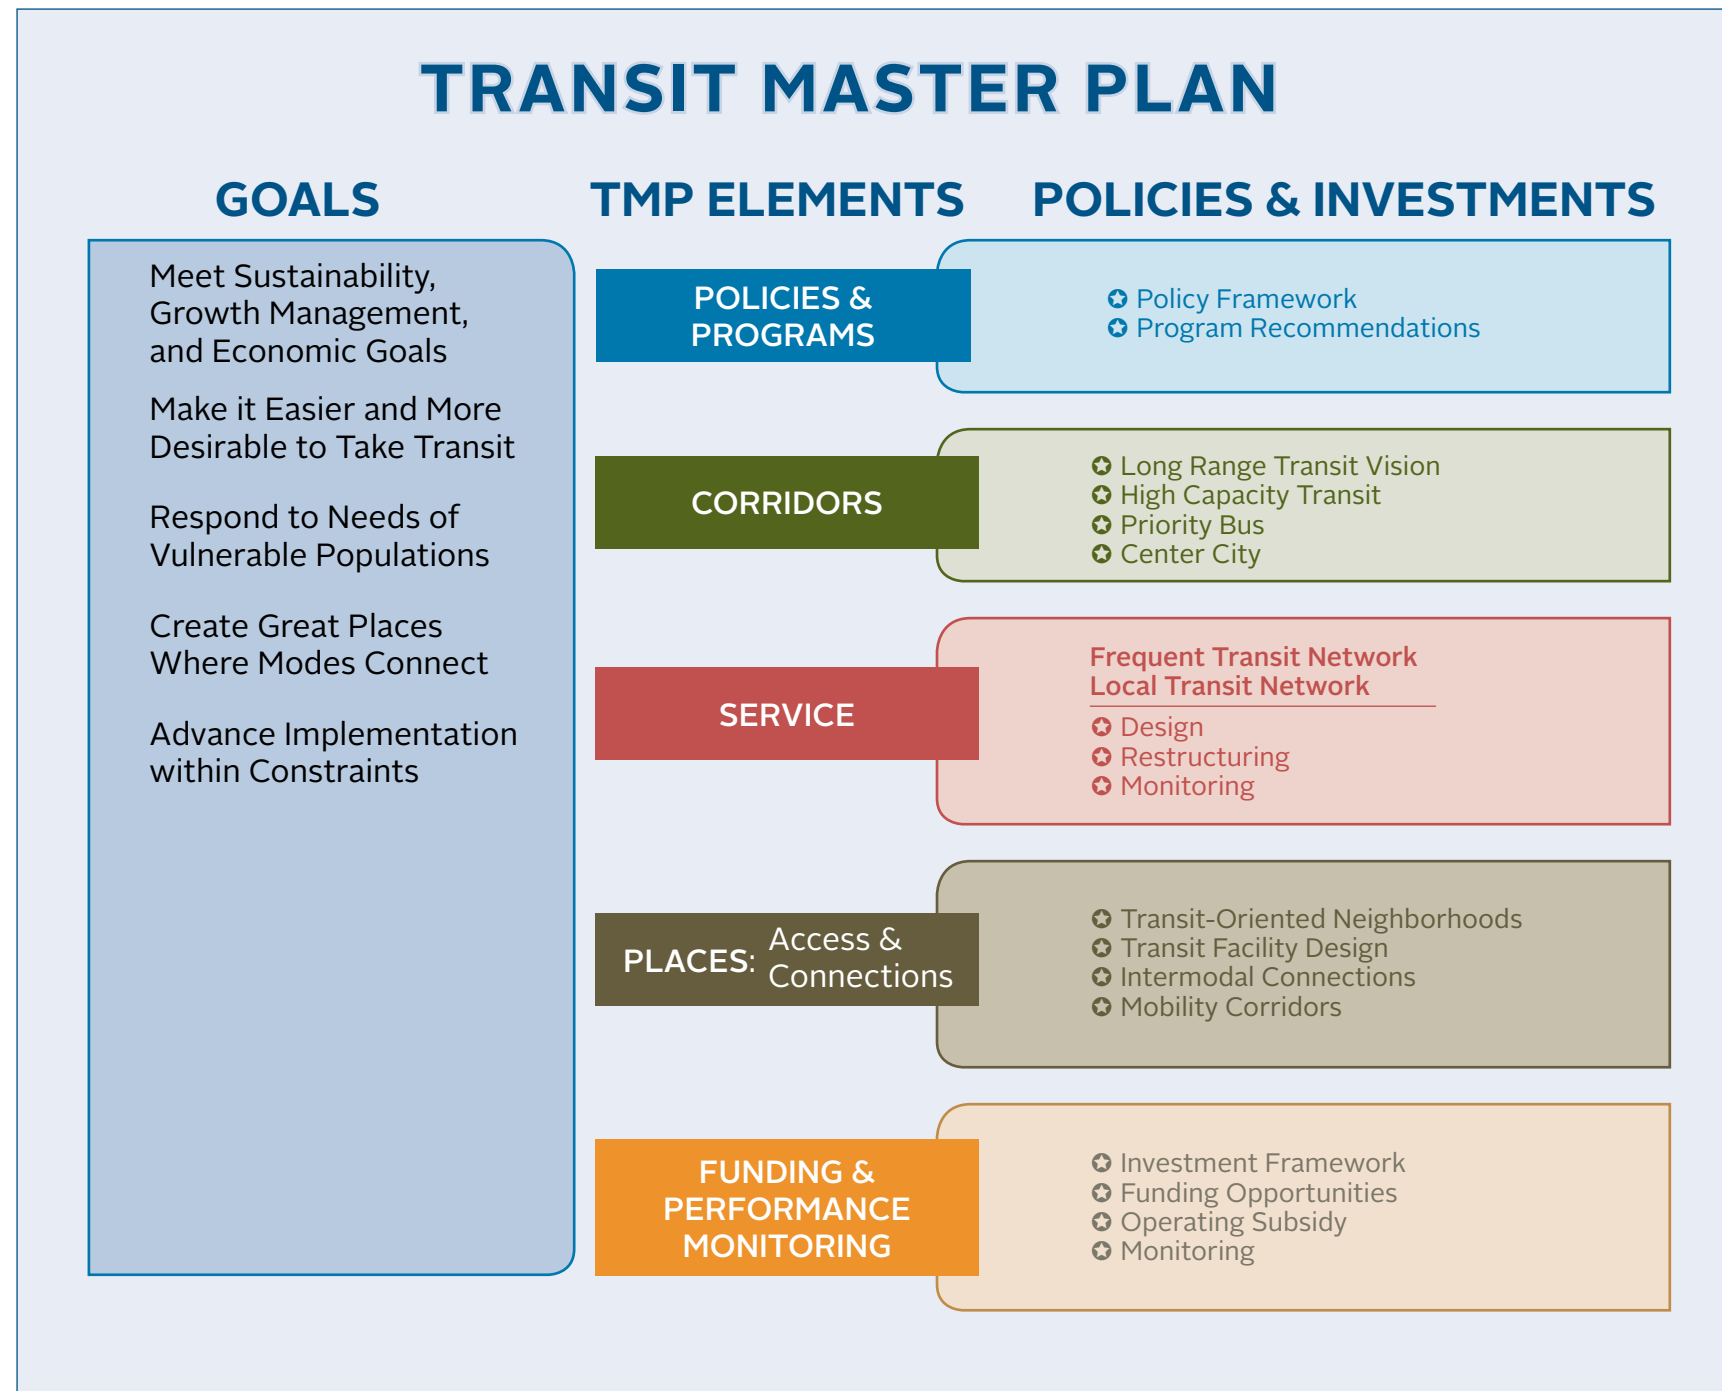 TRANSIT MASTER PLAN
GOALS
Meet Sustainability,
Growth Management,
and Economic Goals
Make it Easier and More
Desirable to Take Transit
Respond to Needs of
Vulnerable Populations
Create Great Places
Where Modes Connect
Advance Implementation
within Constraints
TMP ELEMENTS
POLICIES & INVESTMENTS
POLICIES &
PROGRAMS
Policy Framework
Program Recommendations
CORRIDORS
Long Range Transit Vision
High Capacity Transit
Priority Bus
Center City
SERVICE
Frequent Transit Network
Local Transit Network
Design
Restructuring
Monitoring
PLACES: Access &
Connections
Transit-Oriented Neighborhoods
Transit Facility Design
Intermodal Connections
Mobility Corridors
FUNDING &
PERFORMANCE
MONITORING
Investment Framework
Funding Opportunities
Operating Subsidy
Monitoring